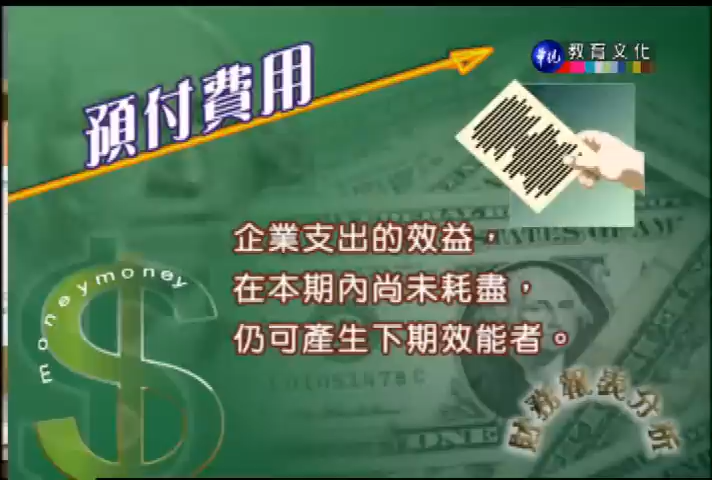 預付費用
華視 教育文化
企業支出的效益，
在本期內尚未耗盡，
仍可產生下期效能者。
moneymoney
財務報表分析